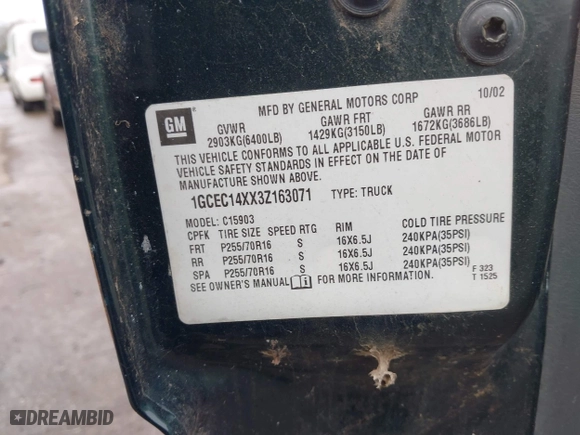 MFD BY GENERAL MOTORS CORP 10/02
GM
GVWR GAWR FRT GAWR RR
2903KG(6400LB) 1429KG(3150LB) 1672KG(3686LB)
THIS VEHICLE CONFORMS TO ALL APPLICABLE U.S. FEDERAL MOTOR
VEHICLE SAFETY STANDARDS IN EFFECT ON THE DATE OF
MANUFACTURE SHOWN ABOVE.
1GCEC14XX3Z163071 TYPE: TRUCK
MODEL: C15903
CPFK TIRE SIZE SPEED RTG RIM COLD TIRE PRESSURE
FRT P255/70R16 S 16X6.5J 240KPA(35PSI)
RR P255/70R16 S 16X6.5J 240KPA(35PSI)
SPA P255/70R16 S 16X6.5J 240KPA(35PSI)
SEE OWNER'S MANUAL FOR MORE INFORMATION.
F 323
T 1525
DREAMBID